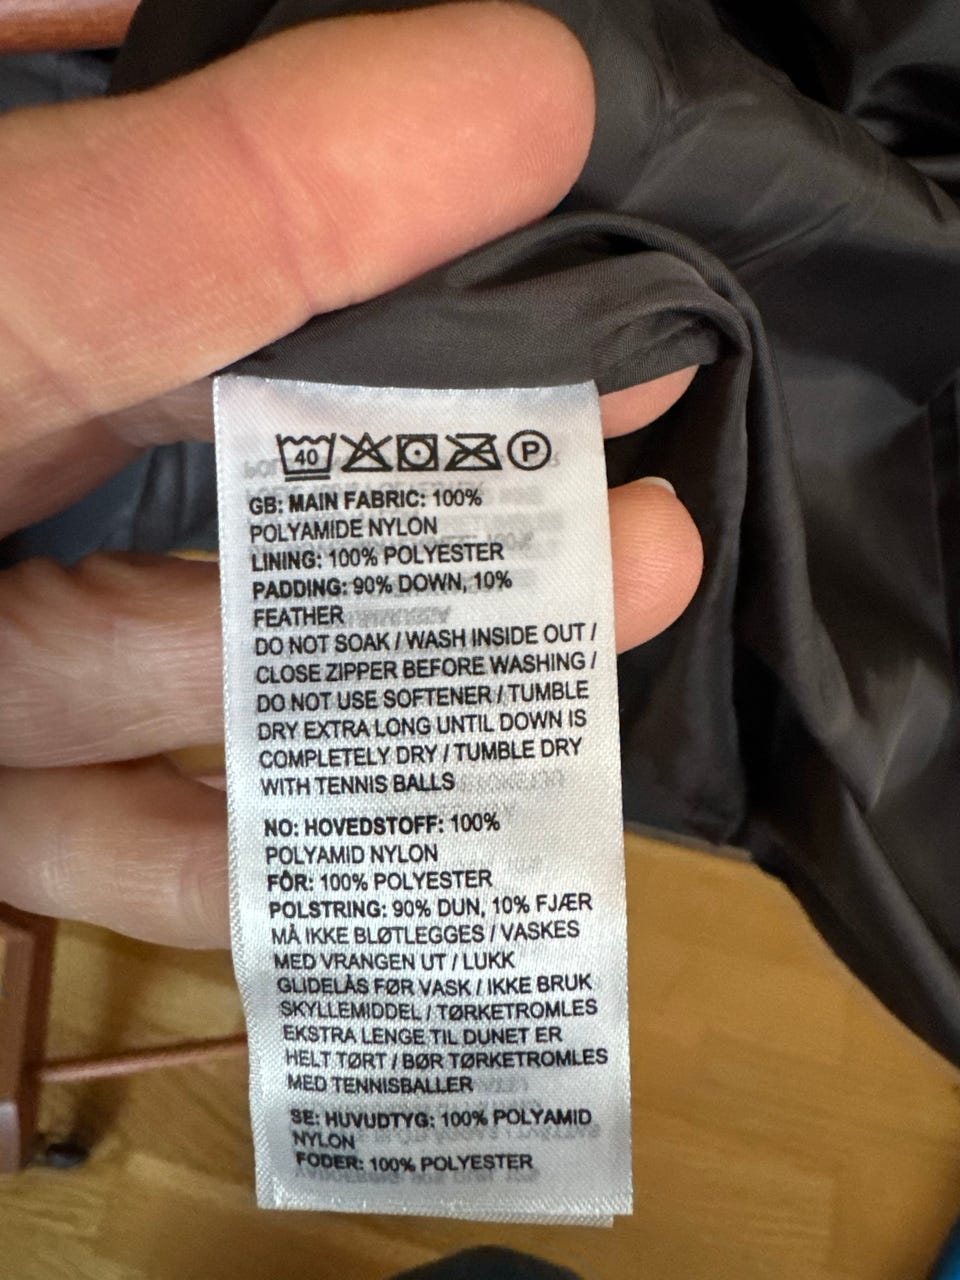 40 P
GB: MAIN FABRIC: 100%
POLYAMIDE NYLON
LINING: 100% POLYESTER
PADDING: 90% DOWN, 10%
FEATHER
DO NOT SOAK / WASH INSIDE OUT /
CLOSE ZIPPER BEFORE WASHING /
DO NOT USE SOFTENER / TUMBLE
DRY EXTRA LONG UNTIL DOWN IS
COMPLETELY DRY / TUMBLE DRY
WITH TENNIS BALLS
NO: HOVEDSTOFF: 100%
POLYAMID NYLON
FÔR: 100% POLYESTER
POLSTRING: 90% DUN, 10% FJÆR
MÅ IKKE BLØTLEGGES / VASKES
MED VRANGEN UT / LUKK
GLIDELÅS FØR VASK / IKKE BRUK
SKYLLEMIDDEL / TØRKETROMLES
EKSTRA LENGE TIL DUNET ER
HELT TØRT / BØR TØRKETROMLES
MED TENNISBALLER
SE: HUVUDTYG: 100% POLYAMID
NYLON
FODER: 100% POLYESTER